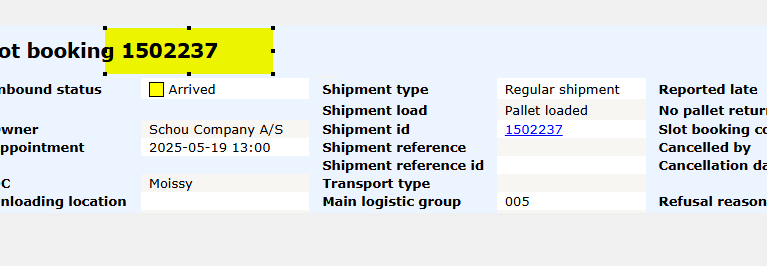 ot booking 1502237
nbound status Arrived Shipment type Regular shipment Reported late
Shipment load Pallet loaded No pallet retur
Owner Schou Company A/S Shipment id 1502237 Slot booking co
ppointment 2025-05-19 13:00 Shipment reference Cancelled by
Shipment reference id Cancellation da
C Moissy Transport type
nloading location Main logistic group 005 Refusal reason